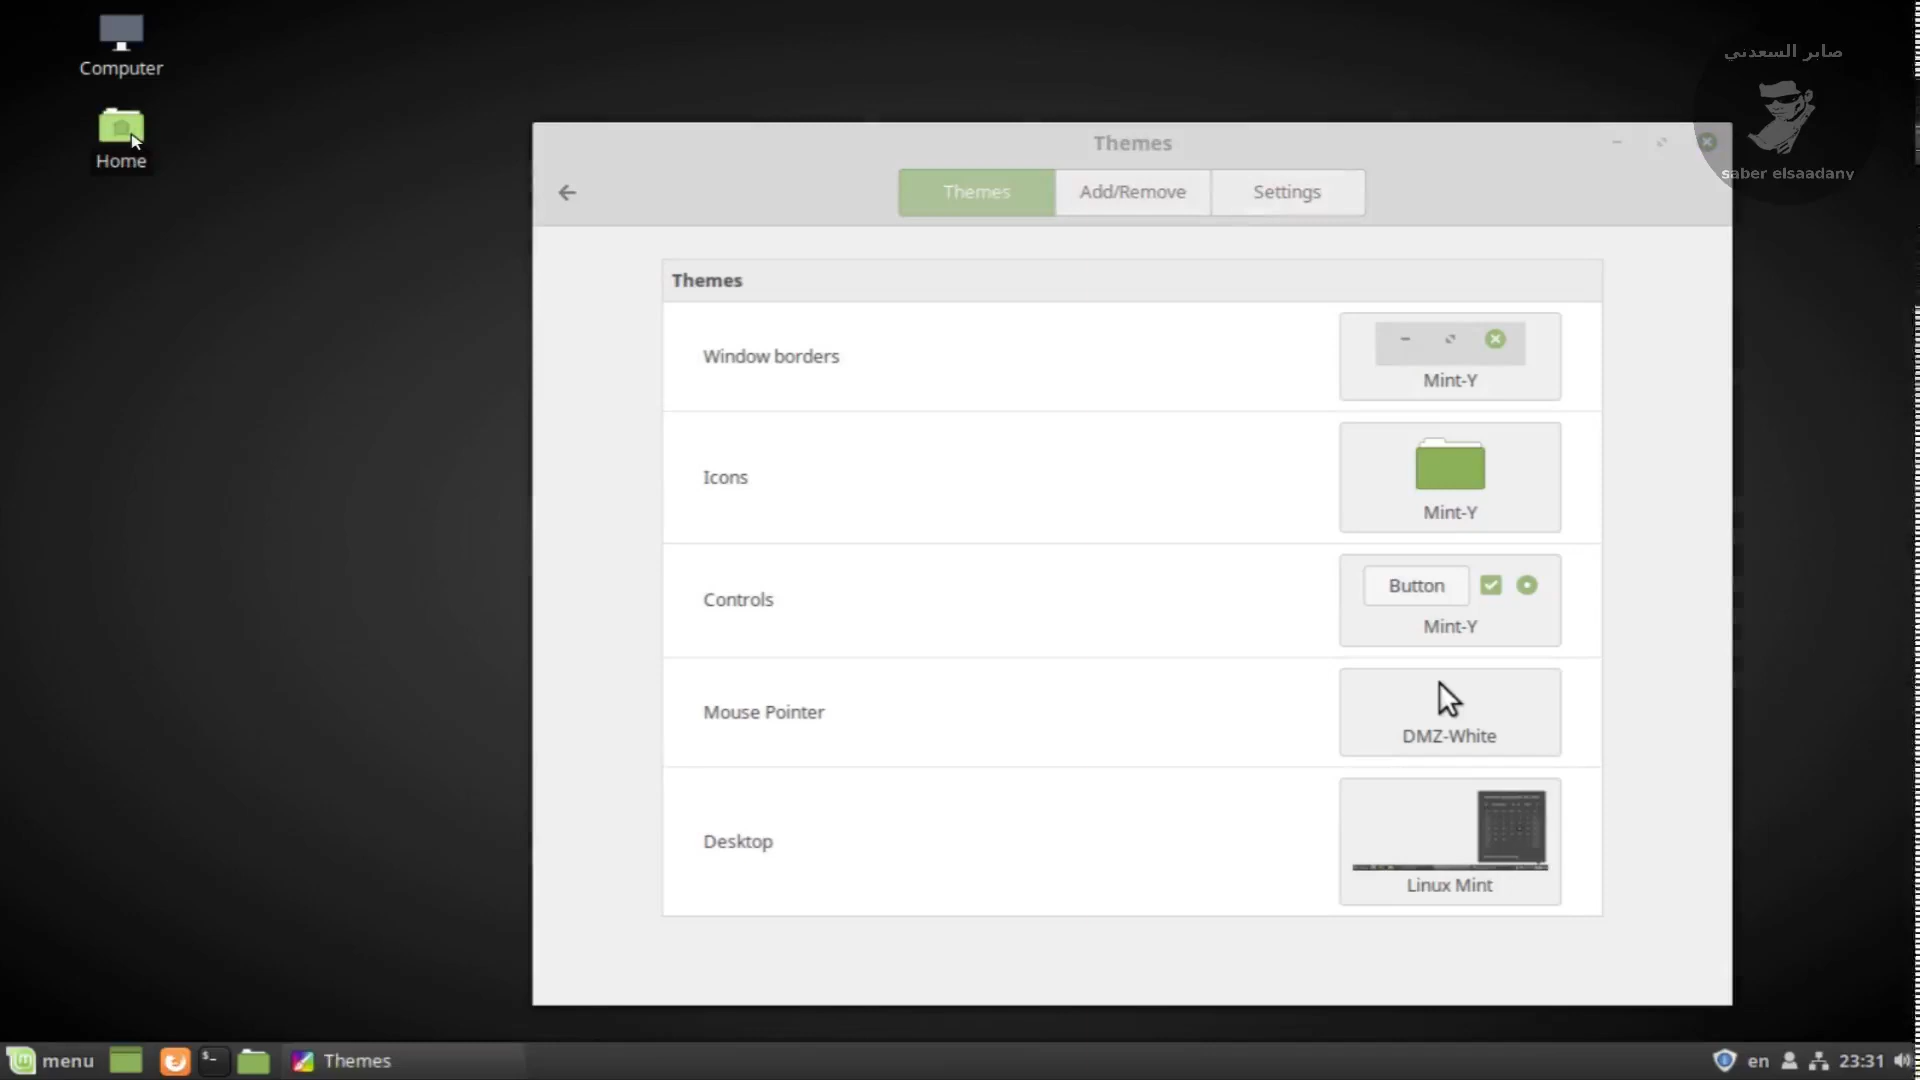 Computer
Home
صابر السعدني
saber elsaadany
Themes
Themes
Add/Remove
Settings
Themes
Window borders
Mint-Y
Icons
Mint-Y
Controls
Button
Mint-Y
Mouse Pointer
DMZ-White
Desktop
Linux Mint
menu
$-
Themes
en
23:31